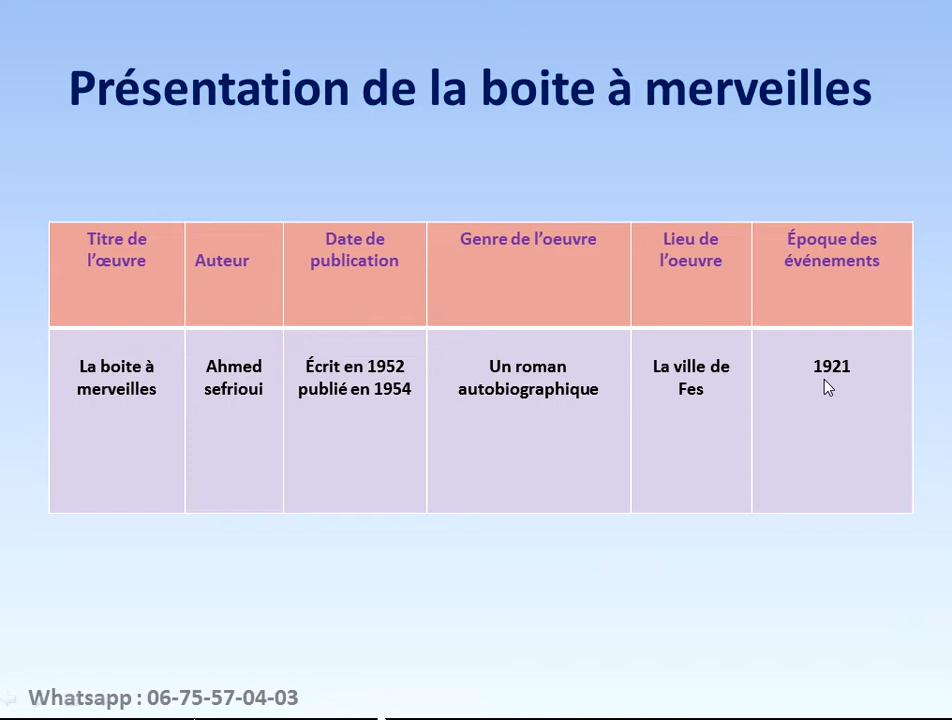 Présentation de la boite à merveilles
Titre de
l’œuvre
Auteur
Date de
publication
Genre de l’oeuvre
Lieu de
l’oeuvre
Époque des
événements
La boite à
merveilles
Ahmed
sefrioui
Écrit en 1952
publié en 1954
Un roman
autobiographique
La ville de
Fes
1921
Whatsapp : 06-75-57-04-03